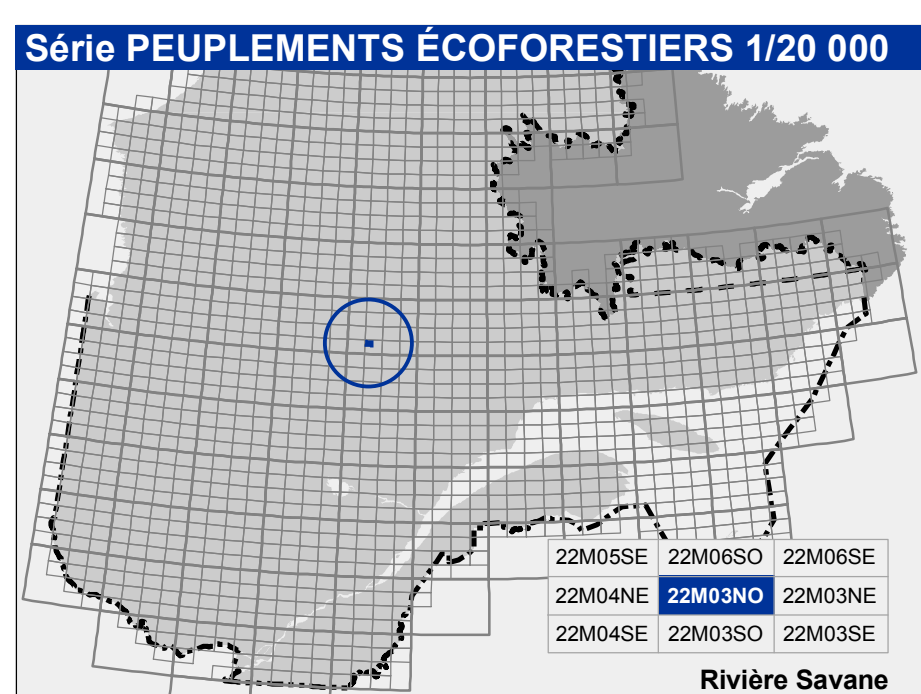 Série PEUPLEMENTS ÉCOFORESTIERS 1/20 000
22M05SE 22M06SO 22M06SE
22M04NE 22M03NO 22M03NE
22M04SE 22M03SO 22M03SE
Rivière Savane